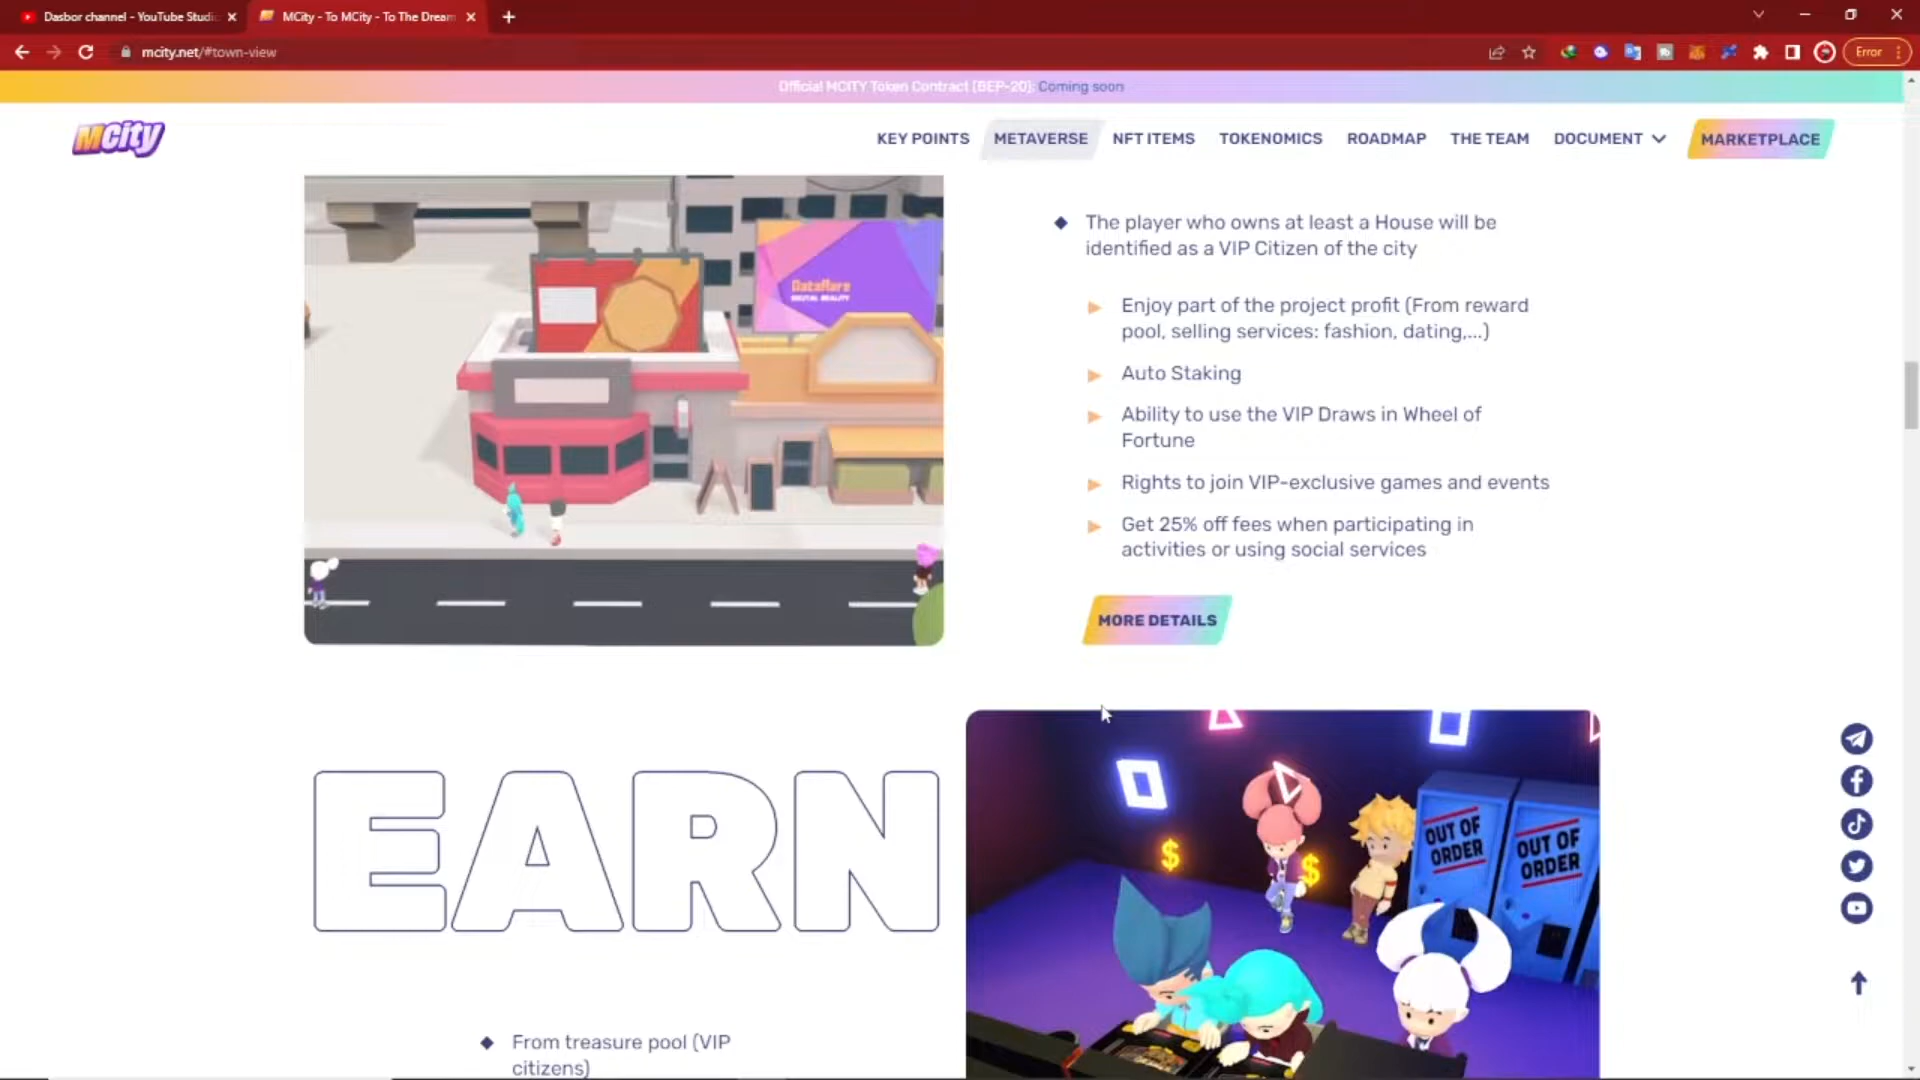 Dasbor channel - YouTube Studi
MCity - To MCity - To The Dream
mcity.net/#town-view
Error
Official MCITY Token Contract (BEP-20): Coming soon
MCity
KEY POINTS
METAVERSE
NFT ITEMS
TOKENOMICS
ROADMAP
THE TEAM
DOCUMENT
MARKETPLACE
Dataflare
DIGITAL REALITY
The player who owns at least a House will be
identified as a VIP Citizen of the city
Enjoy part of the project profit (From reward
pool, selling services: fashion, dating,...)
Auto Staking
Ability to use the VIP Draws in Wheel of
Fortune
Rights to join VIP-exclusive games and events
Get 25% off fees when participating in
activities or using social services
MORE DETAILS
EARN
OUT OF
ORDER
OUT OF
ORDER
$
$
From treasure pool (VIP
citizens)